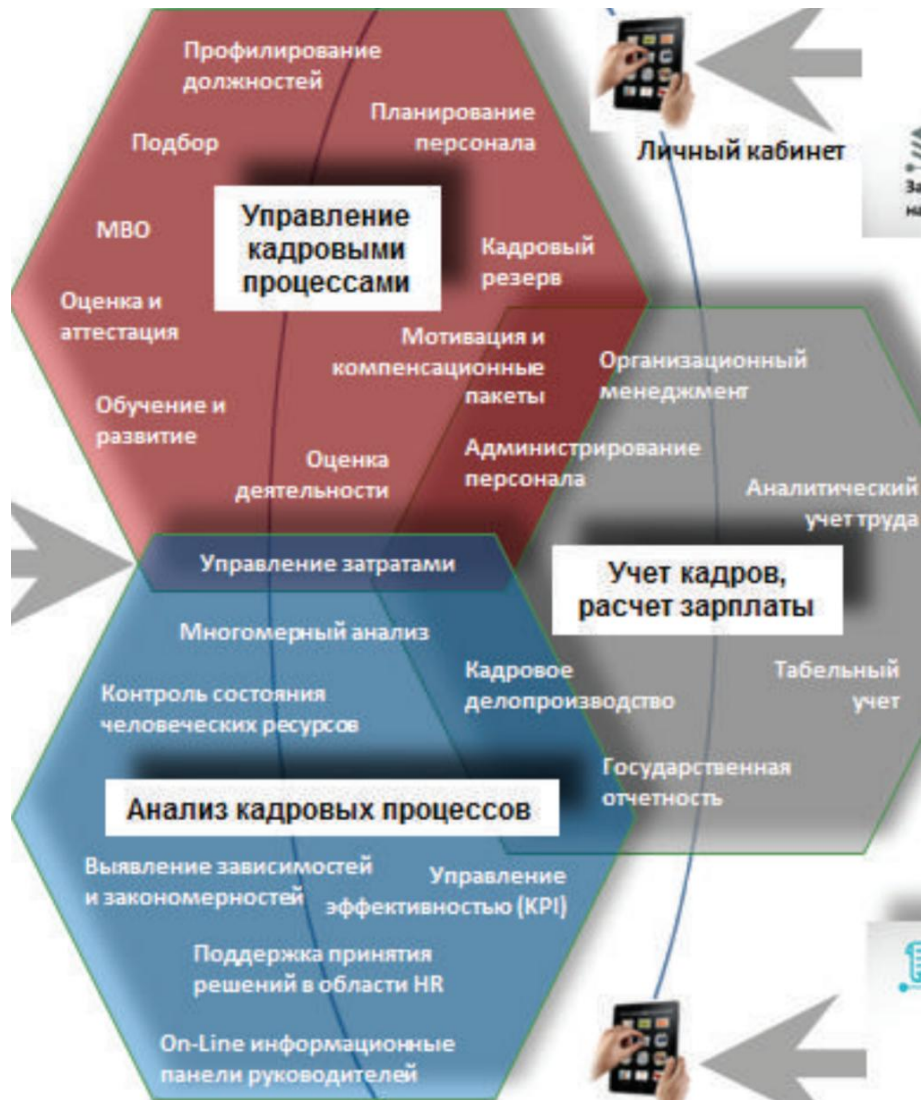 Профилирование
должностей
Планирование
персонала
Подбор
Управление
кадровыми
процессами
МВО
Кадровый
резерв
Оценка и
аттестация
Мотивация и
компенсационные
пакеты
Обучение и
развитие
Оценка
деятельности
Администрирование
персонала
Личный кабинет
Организационный
менеджмент
Аналитический
учет труда
Учет кадров,
расчет зарплаты
Кадровое
делопроизводство
Табельный
учет
Государственная
отчетность
Управление затратами
Многомерный анализ
Контроль состояния
человеческих ресурсов
Анализ кадровых процессов
Выявление зависимостей
и закономерностей
Управление
эффективностью (KPI)
Поддержка принятия
решений в области HR
On-Line информационные
панели руководителей